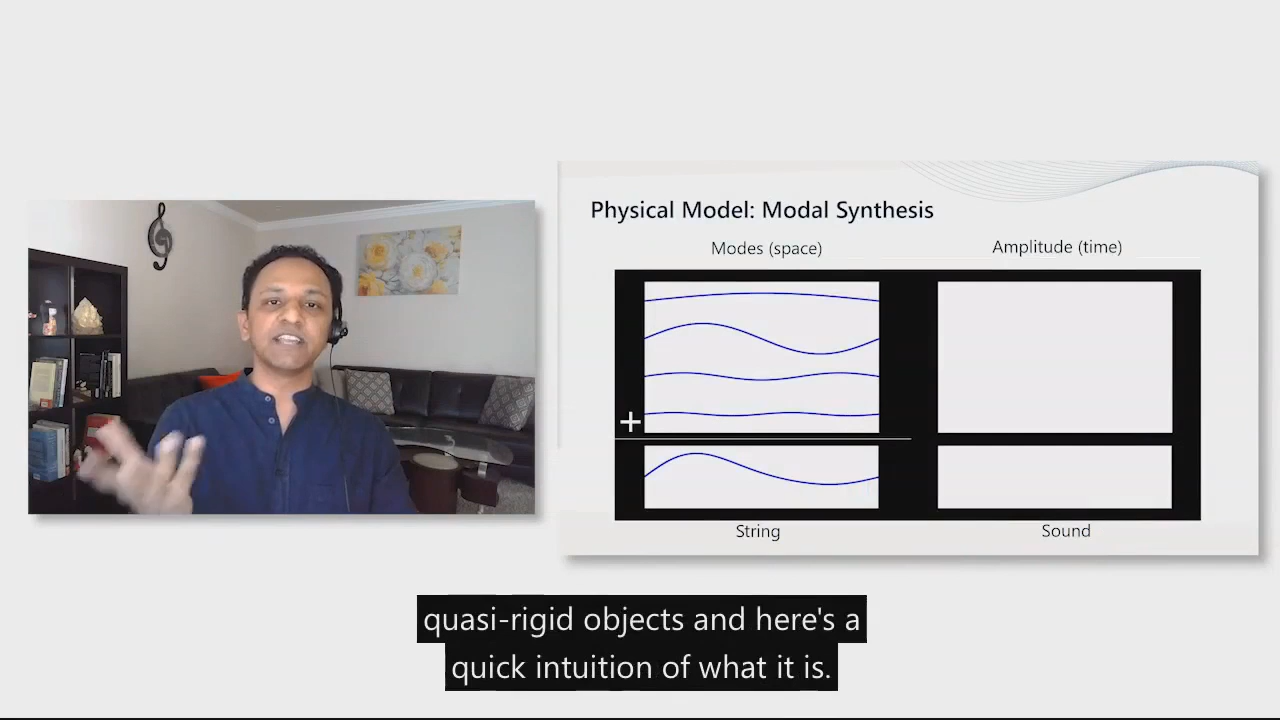 Physical Model: Modal Synthesis
Modes (space)
Amplitude (time)
+
String
Sound
quasi-rigid objects and here's a
quick intuition of what it is.